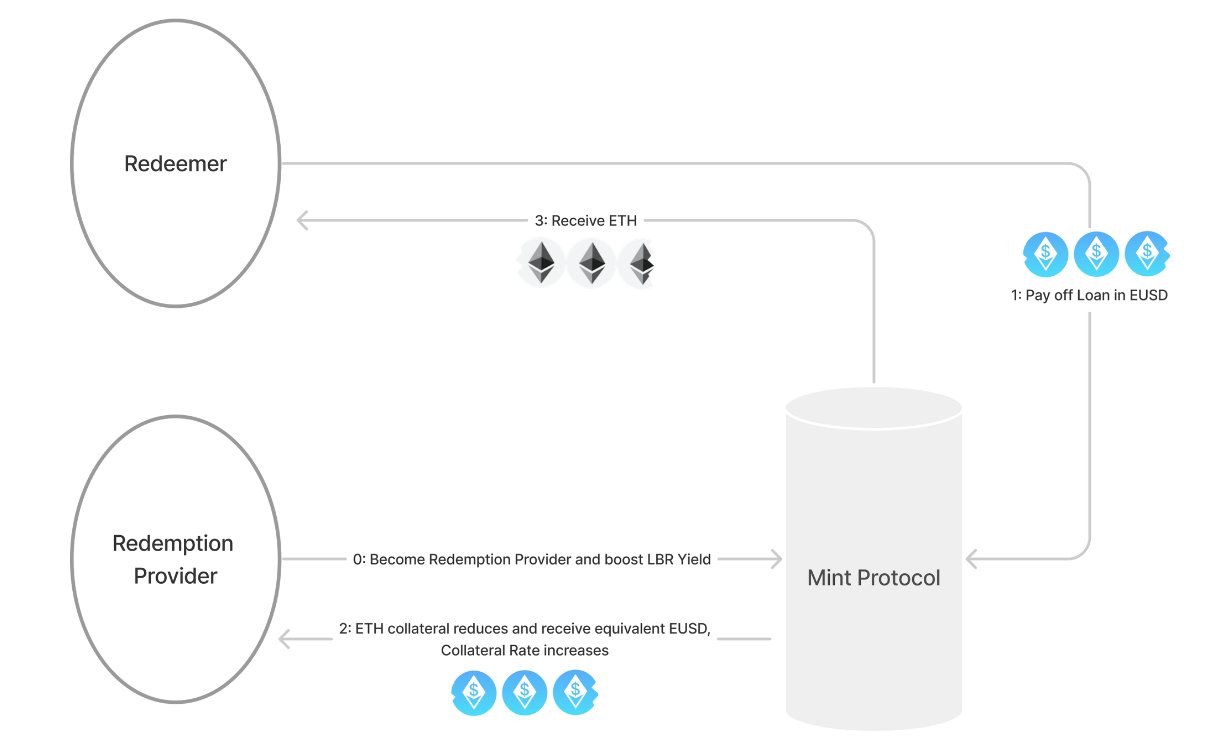 Redeemer
3: Receive ETH
$ $ $
1: Pay off Loan in EUSD
Redemption
Provider
0: Become Redemption Provider and boost LBR Yield
Mint Protocol
2: ETH collateral reduces and receive equivalent EUSD,
Collateral Rate increases
$ $ $